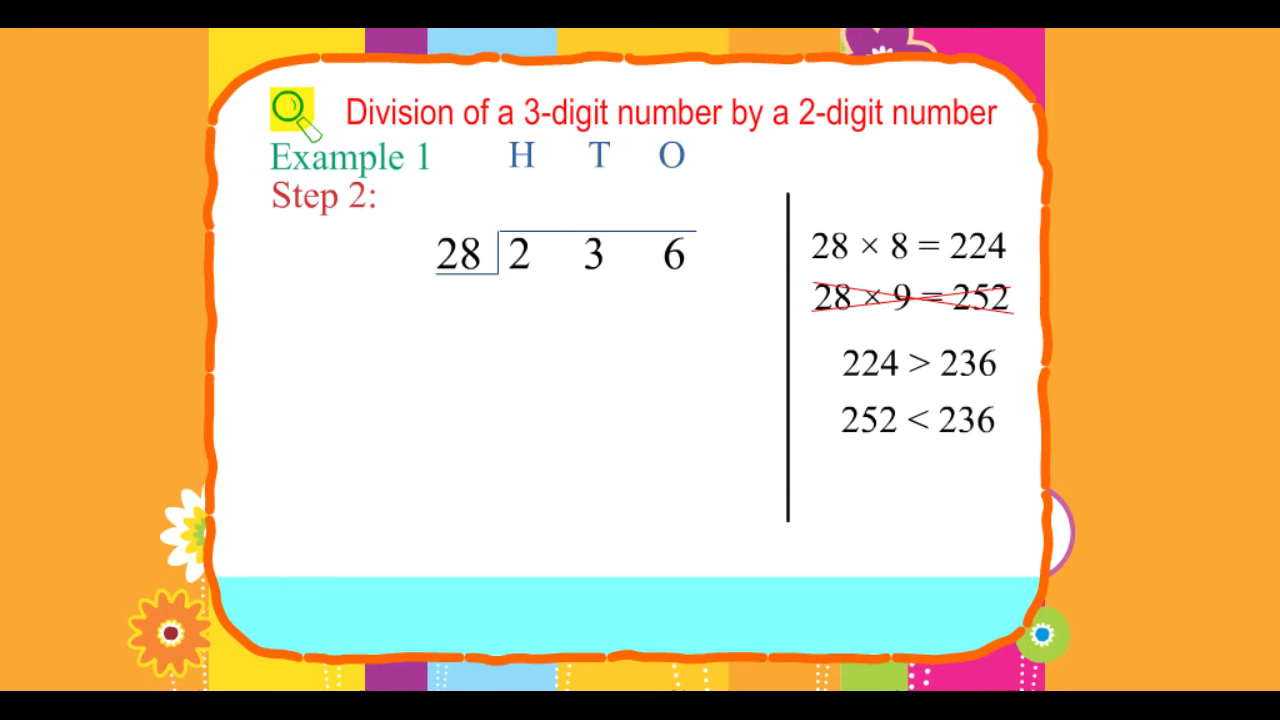 Division of a 3-digit number by a 2-digit number
Example 1 H T O
Step 2:
28 2 3 6
28 × 8 = 224
28 × 9 = 252
224 > 236
252 < 236